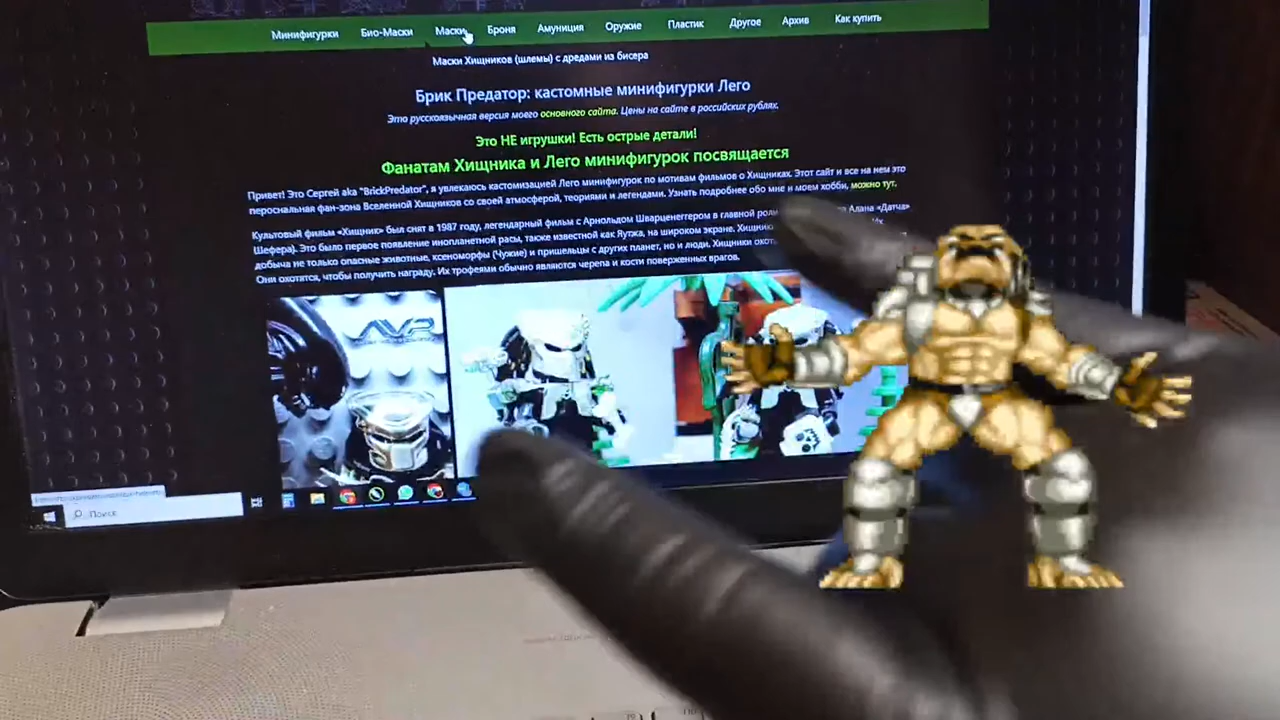 Минифигурки Био-Маски Маски Броня Амуниция Оружие Пластик Другое Архив Как купить
Маски Хищников (шлемы) с дредами из бисера
Брик Предатор: кастомные минифигурки Лего
Это русскоязычная версия моего основного сайта. Цены на сайте в российских рублях.
Это НЕ игрушки! Есть острые детали!
Фанатам Хищника и Лего минифигурок посвящается
Привет! Это Сергей aka "BrickPredator", я увлекаюсь кастомизацией Лего минифигурок по мотивам фильмов о Хищниках. Этот сайт и все на нем это
персональная фан-зона Вселенной Хищников со своей атмосферой, теориями и легендами. Узнать подробнее обо мне и моем хобби, можно тут.
Культовый фильм «Хищник» был снят в 1987 году, легендарный фильм с Арнольдом Шварценеггером в главной роли Алана «Датча»
Шефера). Это было первое появление инопланетной расы, также известной как Яутжа, на широком экране.
добыча не только опасные животные, ксеноморфы (Чужие) и пришельцы с других планет, но и люди. Хищники
Они охотятся, чтобы получить награду. Их трофеями обычно являются черепа и кости поверженных врагов.
AVP
Поиск